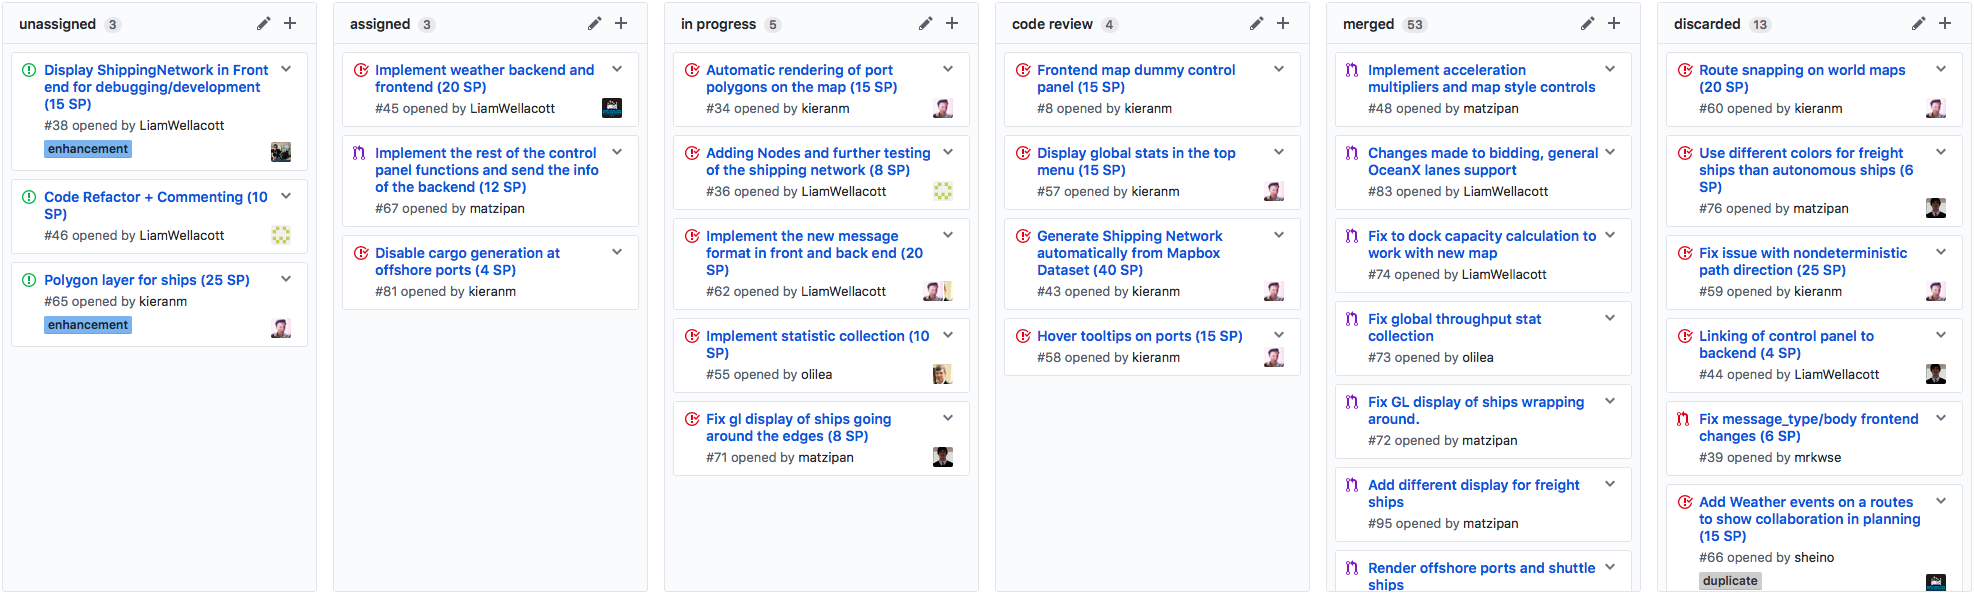 unassigned 3
Display ShippingNetwork in Front
end for debugging/development
(15 SP)
#38 opened by LiamWellacott
enhancement
Code Refactor + Commenting (10
SP)
#46 opened by LiamWellacott
Polygon layer for ships (25 SP)
#65 opened by kieranm
enhancement
assigned 3
Implement weather backend and
frontend (20 SP)
#45 opened by LiamWellacott
Implement the rest of the control
panel functions and send the info
of the backend (12 SP)
#67 opened by matzipan
Disable cargo generation at
offshore ports (4 SP)
#81 opened by kieranm
in progress 5
Automatic rendering of port
polygons on the map (15 SP)
#34 opened by kieranm
Adding Nodes and further testing
of the shipping network (8 SP)
#36 opened by LiamWellacott
Implement the new message
format in front and back end (20
SP)
#62 opened by LiamWellacott
Implement statistic collection (10
SP)
#55 opened by olilea
Fix gl display of ships going
around the edges (8 SP)
#71 opened by matzipan
code review 4
Frontend map dummy control
panel (15 SP)
#8 opened by kieranm
Display global stats in the top
menu (15 SP)
#57 opened by kieranm
Generate Shipping Network
automatically from Mapbox
Dataset (40 SP)
#43 opened by kieranm
Hover tooltips on ports (15 SP)
#58 opened by kieranm
merged 53
Implement acceleration
multipliers and map style controls
#48 opened by matzipan
Changes made to bidding, general
OceanX lanes support
#83 opened by LiamWellacott
Fix to dock capacity calculation to
work with new map
#74 opened by LiamWellacott
Fix global throughput stat
collection
#73 opened by olilea
Fix GL display of ships wrapping
around.
#72 opened by matzipan
Add different display for freight
ships
#95 opened by matzipan
Render offshore ports and shuttle
ships
discarded 13
Route snapping on world maps
(20 SP)
#60 opened by kieranm
Use different colors for freight
ships than autonomous ships (6
SP)
#76 opened by matzipan
Fix issue with nondeterministic
path direction (25 SP)
#59 opened by kieranm
Linking of control panel to
backend (4 SP)
#44 opened by LiamWellacott
Fix message_type/body frontend
changes (6 SP)
#39 opened by mrkwse
Add Weather events on a routes
to show collaboration in planning
(15 SP)
#66 opened by sheino
duplicate